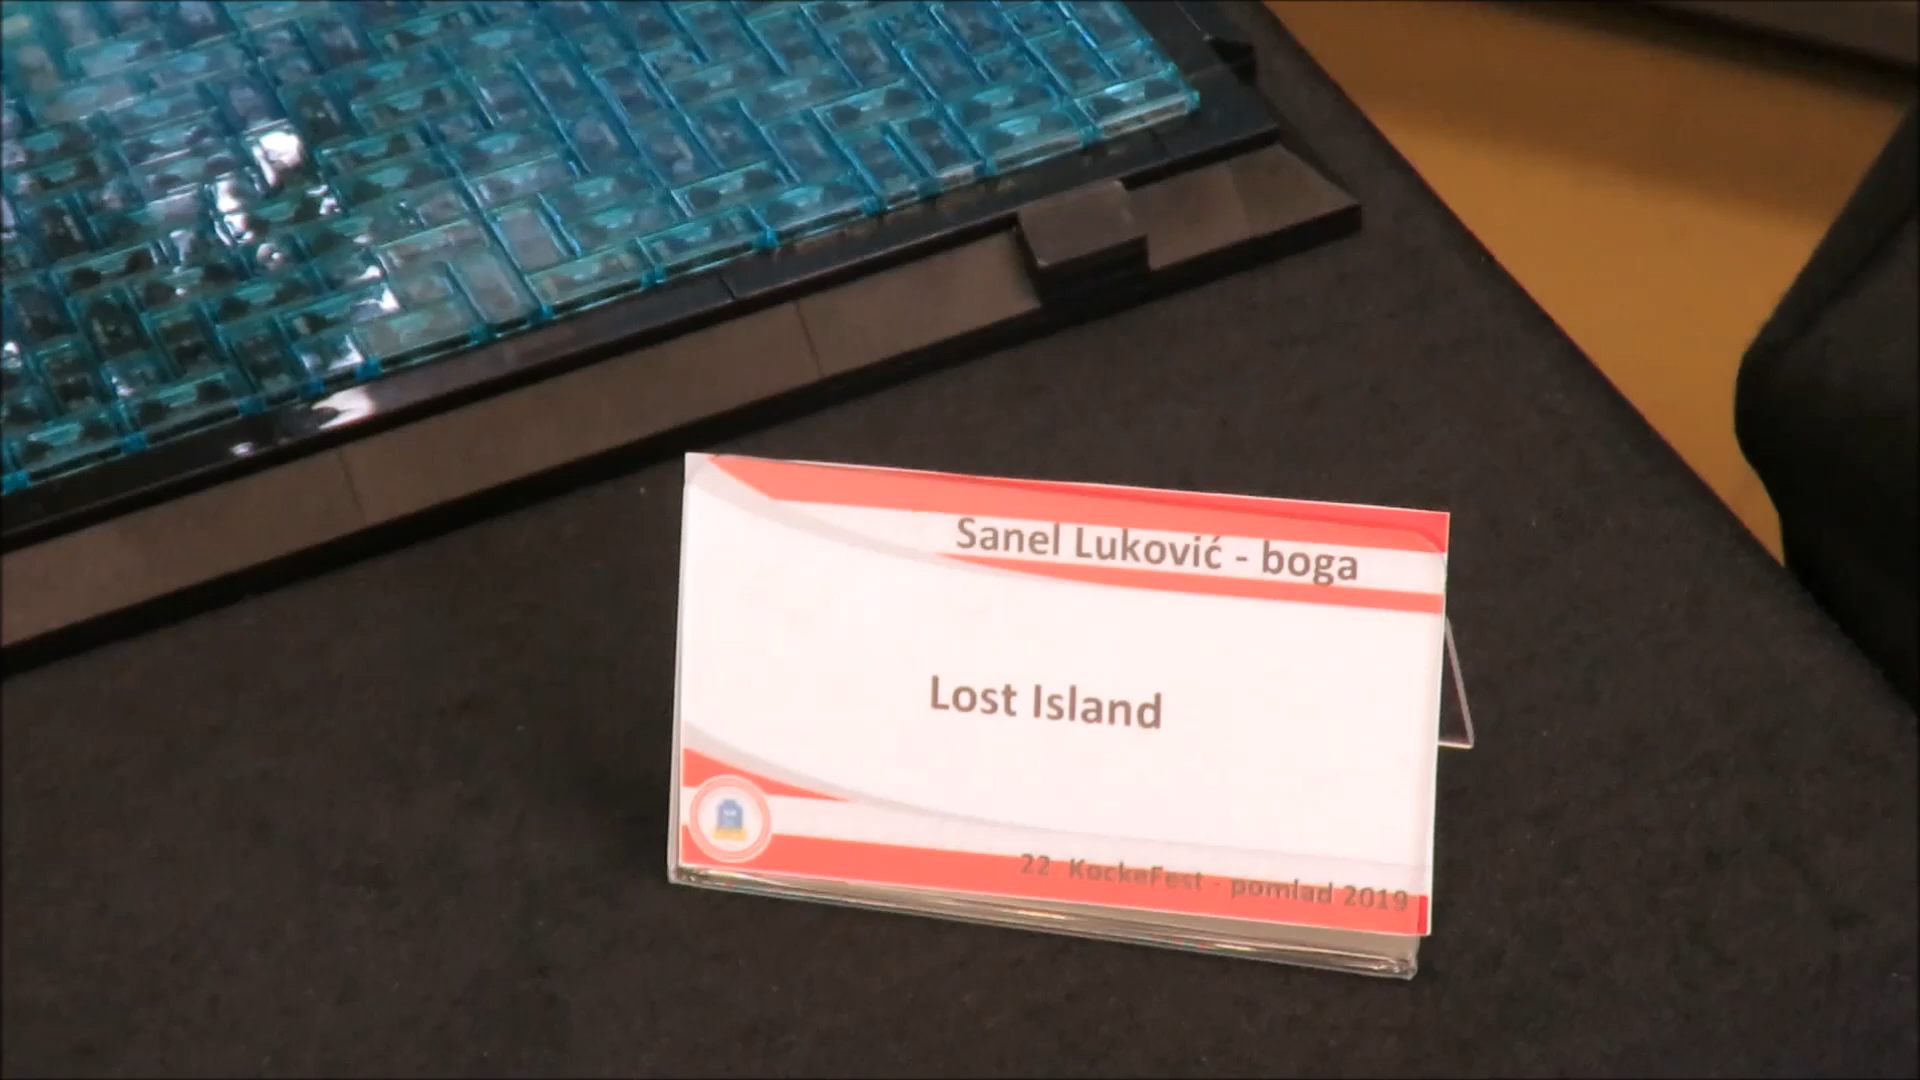 Sanel Luković - boga
Lost Island
22 KockeFest - pomlad 2019